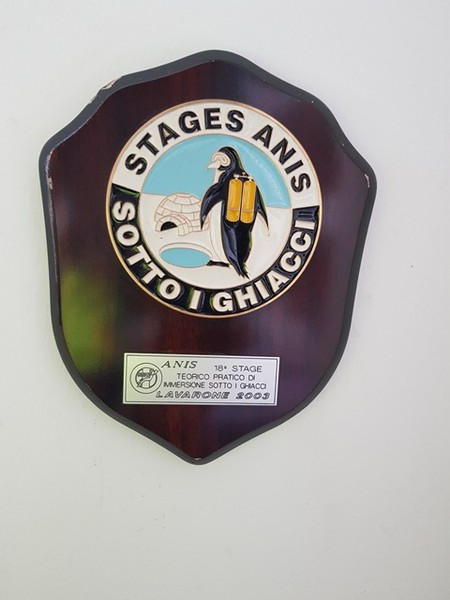 STAGES ANIS
SOTTO I GHIACCI
ANIS 18° STAGE
TEORICO PRATICO DI
IMMERSIONE SOTTO I GHIACCI
LAVARONE 2003